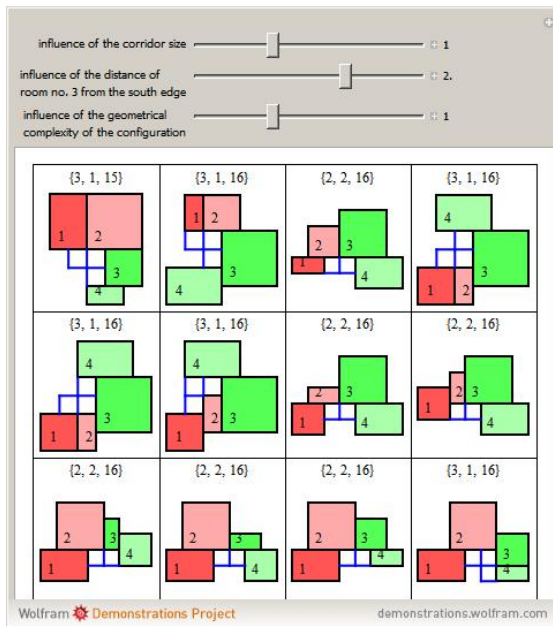 influence of the corridor size 1
influence of the distance of
room no. 3 from the south edge 2.
influence of the geometrical
complexity of the configuration 1
{3, 1, 15} {3, 1, 16} {2, 2, 16} {3, 1, 16}
1 2 3 4 1 2 3 4 1 2 3 4 4 3 1 2
{3, 1, 16} {3, 1, 16} {2, 2, 16} {2, 2, 16}
4 3 1 2 4 2 3 1 2 3 1 4 1 2 3 4
{2, 2, 16} {2, 2, 16} {2, 2, 16} {3, 1, 16}
2 3 4 1 2 3 1 4 2 3 4 1 2 3 1 4
Wolfram Demonstrations Project demonstrations.wolfram.com